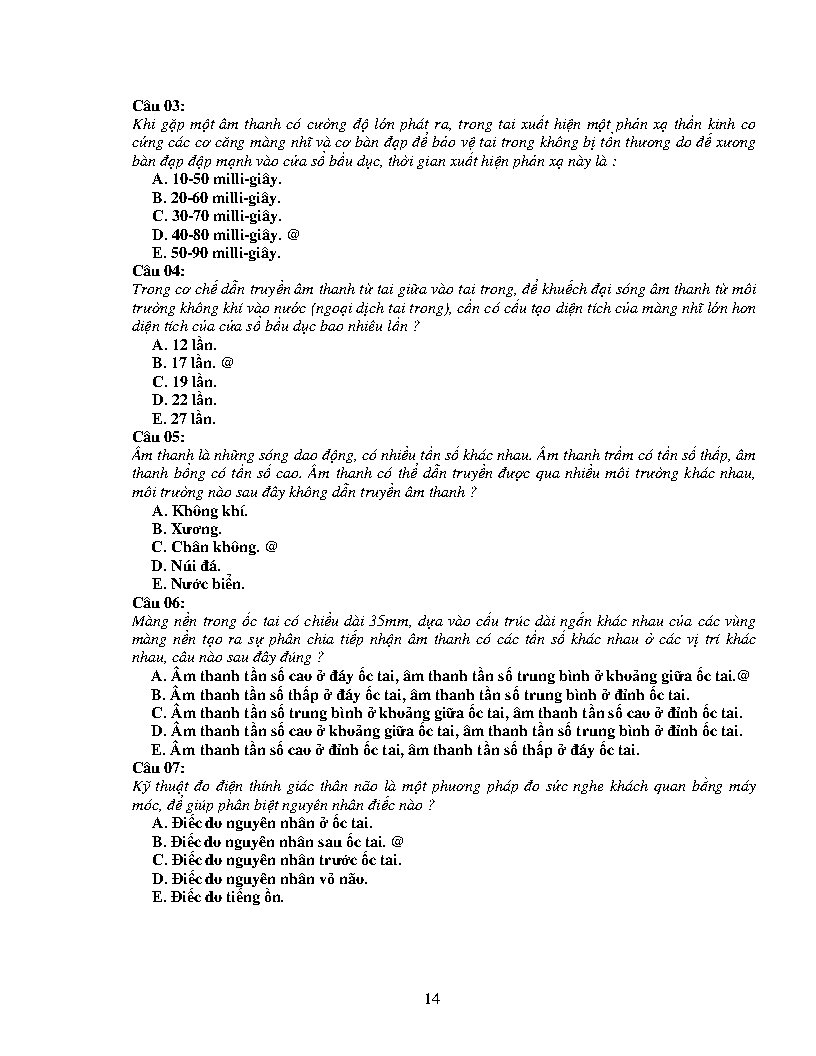 Câu 03:
Khi gặp một âm thanh có cường độ lớn phát ra, trong tai xuất hiện một phản xạ thần kinh co
cứng các cơ căng màng nhĩ và cơ bàn đạp để bảo vệ tai trong không bị tổn thương do đế xương
bàn đạp đập mạnh vào cửa sổ bầu dục, thời gian xuất hiện phản xạ này là :
A. 10-50 milli-giây.
B. 20-60 milli-giây.
C. 30-70 milli-giây.
D. 40-80 milli-giây. @
E. 50-90 milli-giây.
Câu 04:
Trong cơ chế dẫn truyền âm thanh từ tai giữa vào tai trong, để khuếch đại sóng âm thanh từ môi
trường không khí vào nước (ngoại dịch tai trong), cần có cấu tạo diện tích của màng nhĩ lớn hơn
diện tích của cửa sổ bầu dục bao nhiêu lần ?
A. 12 lần.
B. 17 lần. @
C. 19 lần.
D. 22 lần.
E. 27 lần.
Câu 05:
Âm thanh là những sóng dao động, có nhiều tần số khác nhau. Âm thanh trầm có tần số thấp, âm
thanh bổng có tần số cao. Âm thanh có thể dẫn truyền được qua nhiều môi trường khác nhau,
môi trường nào sau đây không dẫn truyền âm thanh ?
A. Không khí.
B. Xương.
C. Chân không. @
D. Núi đá.
E. Nước biển.
Câu 06:
Màng nền trong ốc tai có chiều dài 35mm, dựa vào cấu trúc dài ngắn khác nhau của các vùng
màng nền tạo ra sự phân chia tiếp nhận âm thanh có các tần số khác nhau ở các vị trí khác
nhau, câu nào sau đây đúng ?
A. Âm thanh tần số cao ở đáy ốc tai, âm thanh tần số trung bình ở khoảng giữa ốc tai.@
B. Âm thanh tần số thấp ở đáy ốc tai, âm thanh tần số trung bình ở đỉnh ốc tai.
C. Âm thanh tần số trung bình ở khoảng giữa ốc tai, âm thanh tần số cao ở đỉnh ốc tai.
D. Âm thanh tần số cao ở khoảng giữa ốc tai, âm thanh tần số trung bình ở đỉnh ốc tai.
E. Âm thanh tần số cao ở đỉnh ốc tai, âm thanh tần số thấp ở đáy ốc tai.
Câu 07:
Kỹ thuật đo điện thính giác thân não là một phương pháp đo sức nghe khách quan bằng máy
móc, để giúp phân biệt nguyên nhân điếc nào ?
A. Điếc do nguyên nhân ở ốc tai.
B. Điếc do nguyên nhân sau ốc tai. @
C. Điếc do nguyên nhân trước ốc tai.
D. Điếc do nguyên nhân vỏ não.
E. Điếc do tiếng ồn.
14